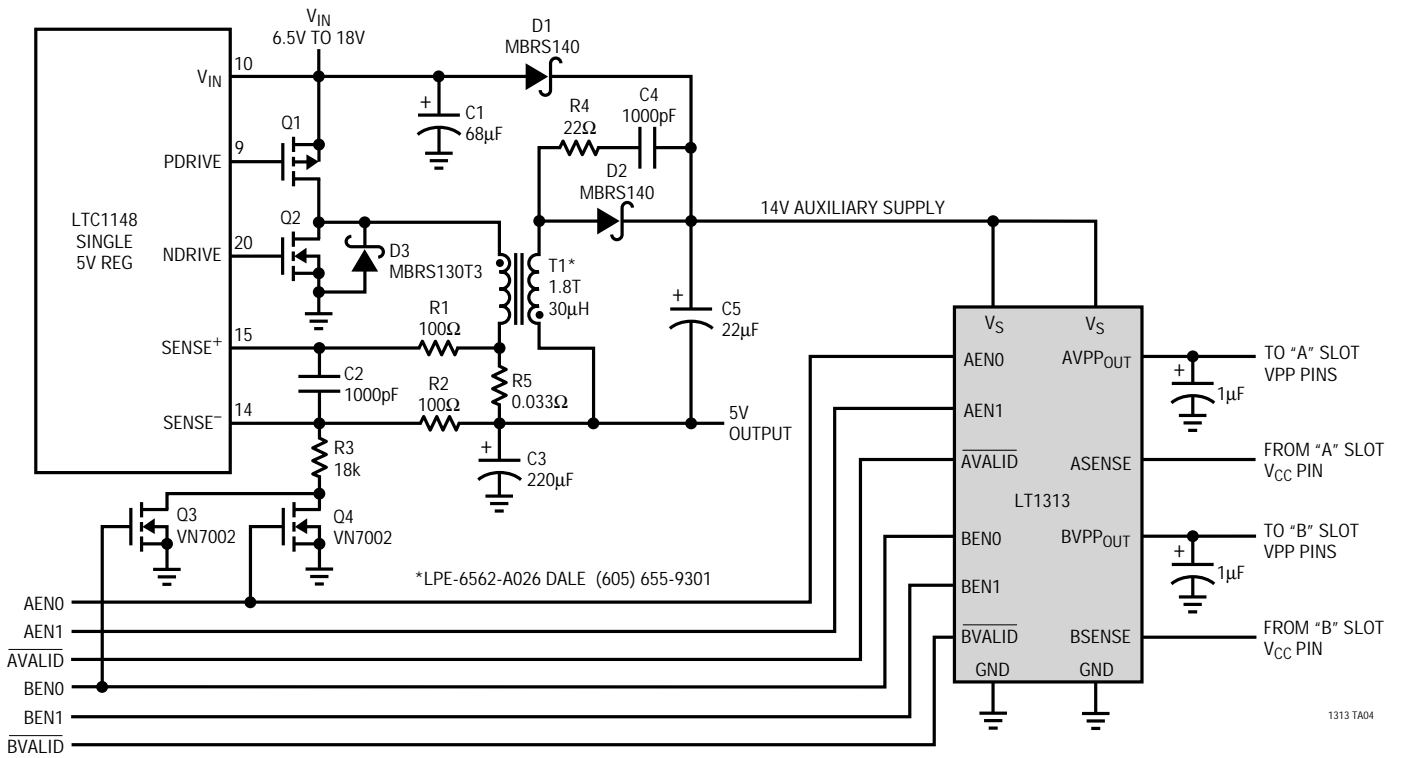 V_IN
6.5V TO 18V
D1
MBRS140
V_IN
10
C1
68µF
+
R4
22Ω
C4
1000pF
Q1
PDRIVE
9
D2
MBRS140
LTC1148
SINGLE
5V REG
Q2
NDRIVE
20
D3
MBRS130T3
T1*
1.8T
30µH
14V AUXILIARY SUPPLY
+
C5
22µF
R1
100Ω
SENSE⁺
15
C2
1000pF
R2
100Ω
R5
0.033Ω
SENSE⁻
14
5V
OUTPUT
R3
18k
+
C3
220µF
Q3
VN7002
Q4
VN7002
*LPE-6562-A026 DALE (605) 655-9301
AEN0
AEN1
AVALID
BEN0
BEN1
BVALID
V_S
V_S
AEN0
AVPP_OUT
AEN1
AVALID
ASENSE
LT1313
BEN0
BVPP_OUT
BEN1
BVALID
BSENSE
GND
GND
TO “A” SLOT
VPP PINS
+
1µF
FROM “A” SLOT
V_CC PIN
TO “B” SLOT
VPP PINS
+
1µF
FROM “B” SLOT
V_CC PIN
1313 TA04